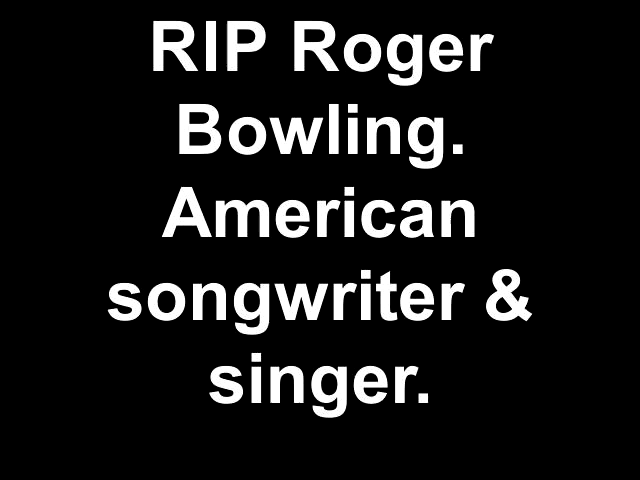 RIP Roger
Bowling.
American
songwriter &
singer.